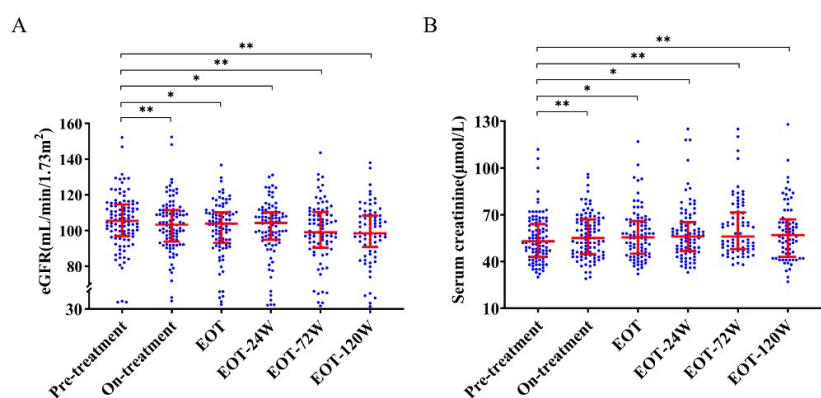 A
B
**
**
*
*
**
**
**
*
*
**
eGFR(mL/min/1.73m²)
160
140
120
100
80
30
Pre-treatment
On-treatment
EOT
EOT-24W
EOT-72W
EOT-120W
Serum creatinine(μmol/L)
130
100
70
40
10
Pre-treatment
On-treatment
EOT
EOT-24W
EOT-72W
EOT-120W